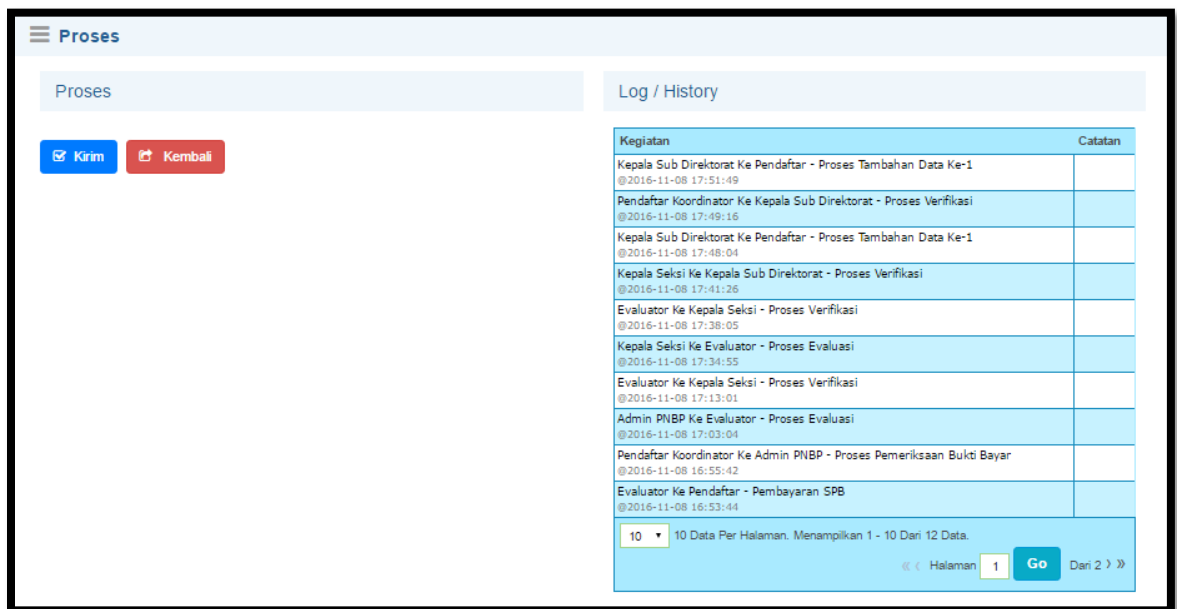 Proses
Proses
Kirim
Kembali
Log / History
Kegiatan Catatan
Kepala Sub Direktorat Ke Pendaftar - Proses Tambahan Data Ke-1
@2016-11-08 17:51:49
Pendaftar Koordinator Ke Kepala Sub Direktorat - Proses Verifikasi
@2016-11-08 17:49:16
Kepala Sub Direktorat Ke Pendaftar - Proses Tambahan Data Ke-1
@2016-11-08 17:48:04
Kepala Seksi Ke Kepala Sub Direktorat - Proses Verifikasi
@2016-11-08 17:41:26
Evaluator Ke Kepala Seksi - Proses Verifikasi
@2016-11-08 17:38:05
Kepala Seksi Ke Evaluator - Proses Evaluasi
@2016-11-08 17:34:55
Evaluator Ke Kepala Seksi - Proses Verifikasi
@2016-11-08 17:13:01
Admin PNBP Ke Evaluator - Proses Evaluasi
@2016-11-08 17:03:04
Pendaftar Koordinator Ke Admin PNBP - Proses Pemeriksaan Bukti Bayar
@2016-11-08 16:55:42
Evaluator Ke Pendaftar - Pembayaran SPB
@2016-11-08 16:53:44
10 10 Data Per Halaman. Menampilkan 1 - 10 Dari 12 Data.
« ‹ Halaman 1 Go Dari 2 › »